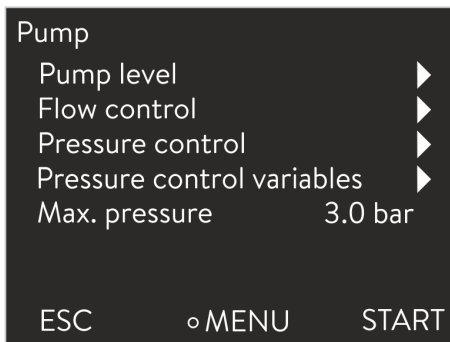 Pump
Pump level
Flow control
Pressure control
Pressure control variables
Max. pressure 3.0 bar
ESC MENU START